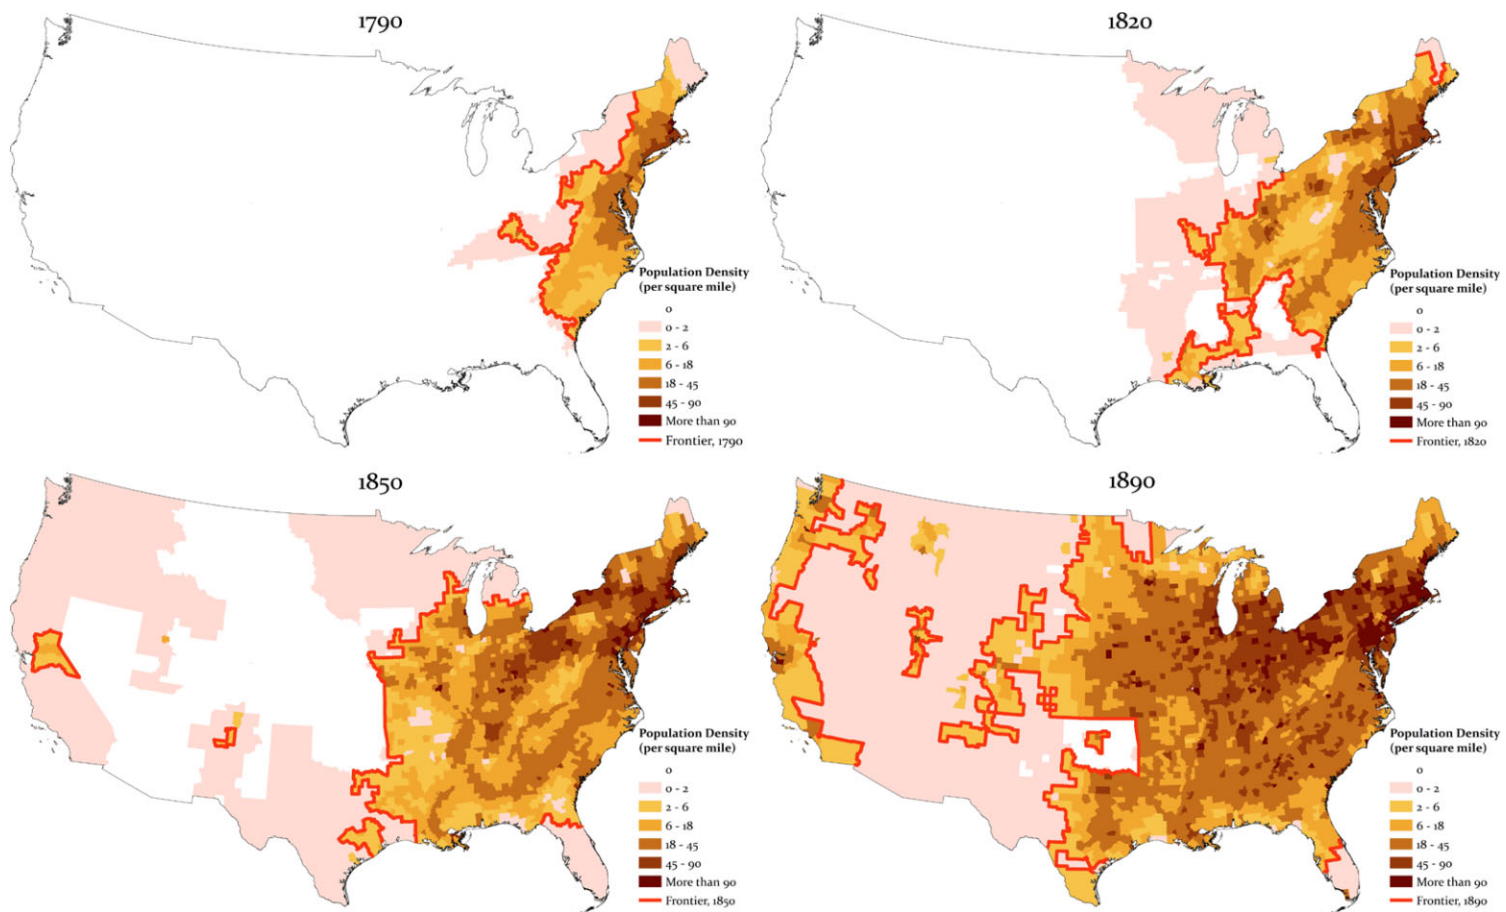 1790
Population Density
(per square mile)
0
0 - 2
2 - 6
6 - 18
18 - 45
45 - 90
More than 90
Frontier, 1790
1820
Population Density
(per square mile)
0
0 - 2
2 - 6
6 - 18
18 - 45
45 - 90
More than 90
Frontier, 1820
1850
Population Density
(per square mile)
0
0 - 2
2 - 6
6 - 18
18 - 45
45 - 90
More than 90
Frontier, 1850
1890
Population Density
(per square mile)
0
0 - 2
2 - 6
6 - 18
18 - 45
45 - 90
More than 90
Frontier, 1890